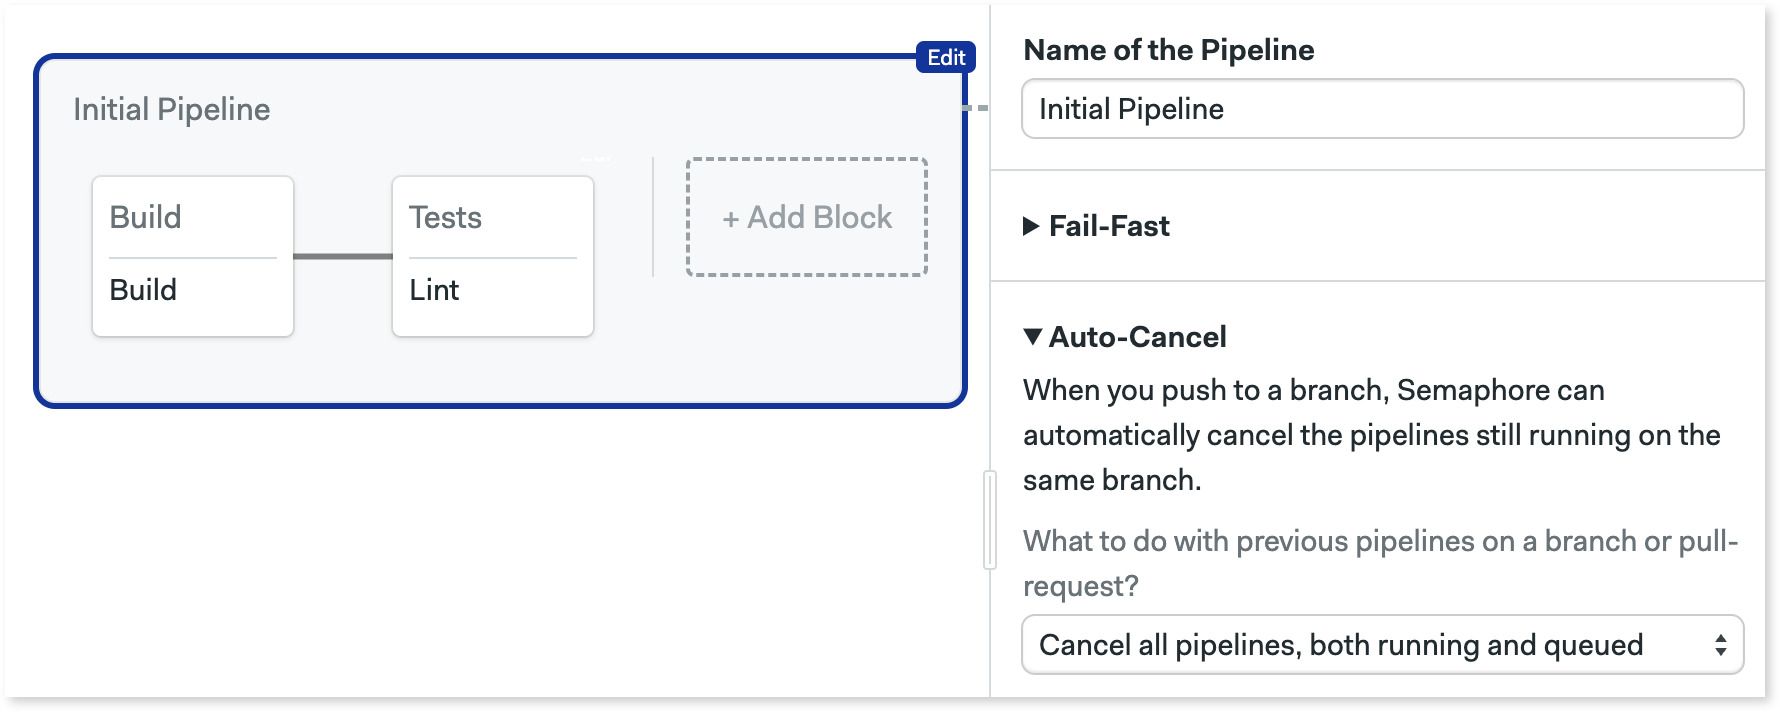 Edit
Initial Pipeline
Build
Build
Tests
Lint
+ Add Block
Name of the Pipeline
Initial Pipeline
Fail-Fast
Auto-Cancel
When you push to a branch, Semaphore can
automatically cancel the pipelines still running on the
same branch.
What to do with previous pipelines on a branch or pull-
request?
Cancel all pipelines, both running and queued